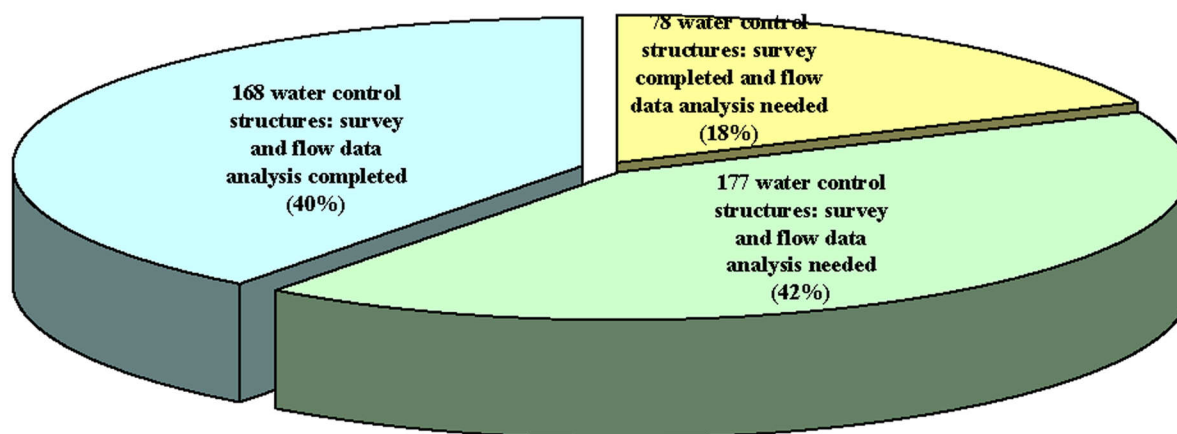 168 water control
structures: survey
and flow data
analysis completed
(40%)
78 water control
structures: survey
completed and flow
data analysis needed
(18%)
177 water control
structures: survey
and flow data
analysis needed
(42%)